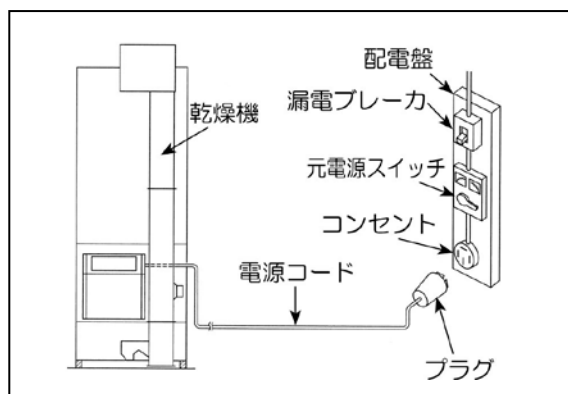 配電盤
漏電ブレーカ
乾燥機
元電源スイッチ
コンセント
電源コード
プラグ